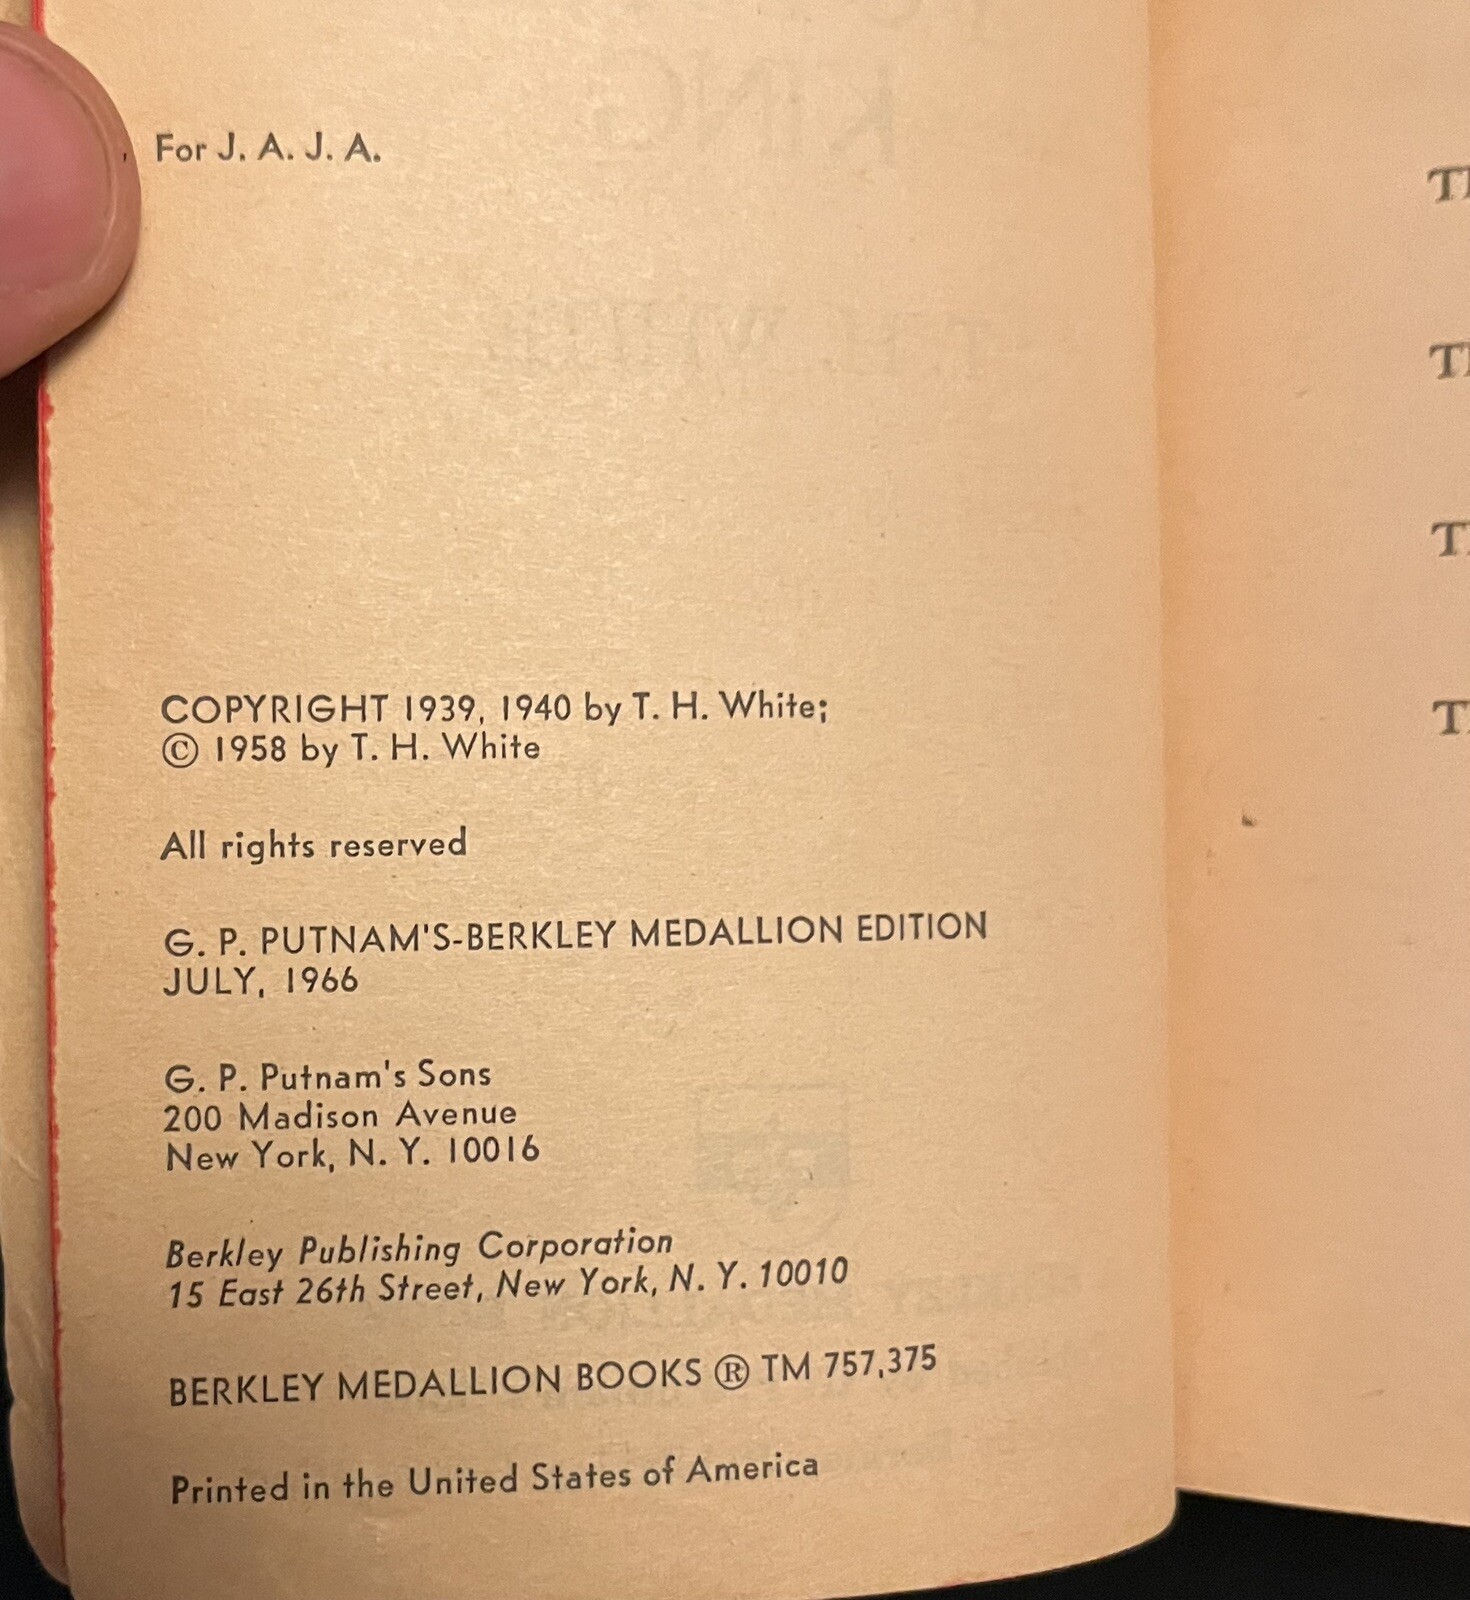 For J. A. J. A.
COPYRIGHT 1939, 1940 by T. H. White;
© 1958 by T. H. White
All rights reserved
G. P. PUTNAM'S-BERKLEY MEDALLION EDITION
JULY, 1966
G. P. Putnam's Sons
200 Madison Avenue
New York, N. Y. 10016
Berkley Publishing Corporation
15 East 26th Street, New York, N. Y. 10010
BERKLEY MEDALLION BOOKS ® TM 757,375
Printed in the United States of America